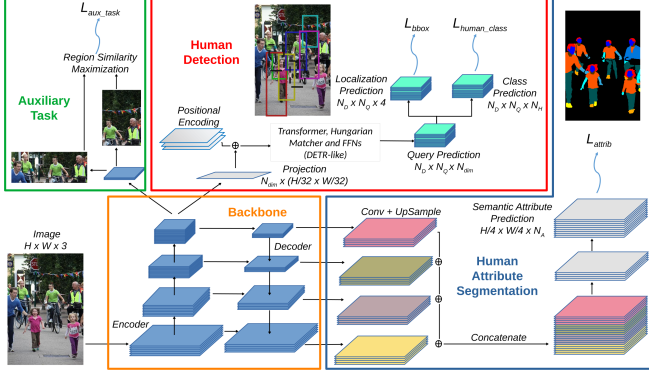 L_aux_task
Region Similarity
Maximization
Auxiliary
Task
Human
Detection
L_bbox
L_human_class
Localization
Prediction
N_D x N_Q x 4
Class
Prediction
N_D x N_Q x N_H
Positional
Encoding
Transformer, Hungarian
Matcher and FFNs
(DETR-like)
Query Prediction
N_D x N_Q x N_dim
Projection
N_dim x (H/32 x W/32)
L_attrib
Image
H x W x 3
Backbone
Encoder
Decoder
Conv + UpSample
Human
Attribute
Segmentation
Semantic Attribute
Prediction
H/4 x W/4 x N_A
Concatenate